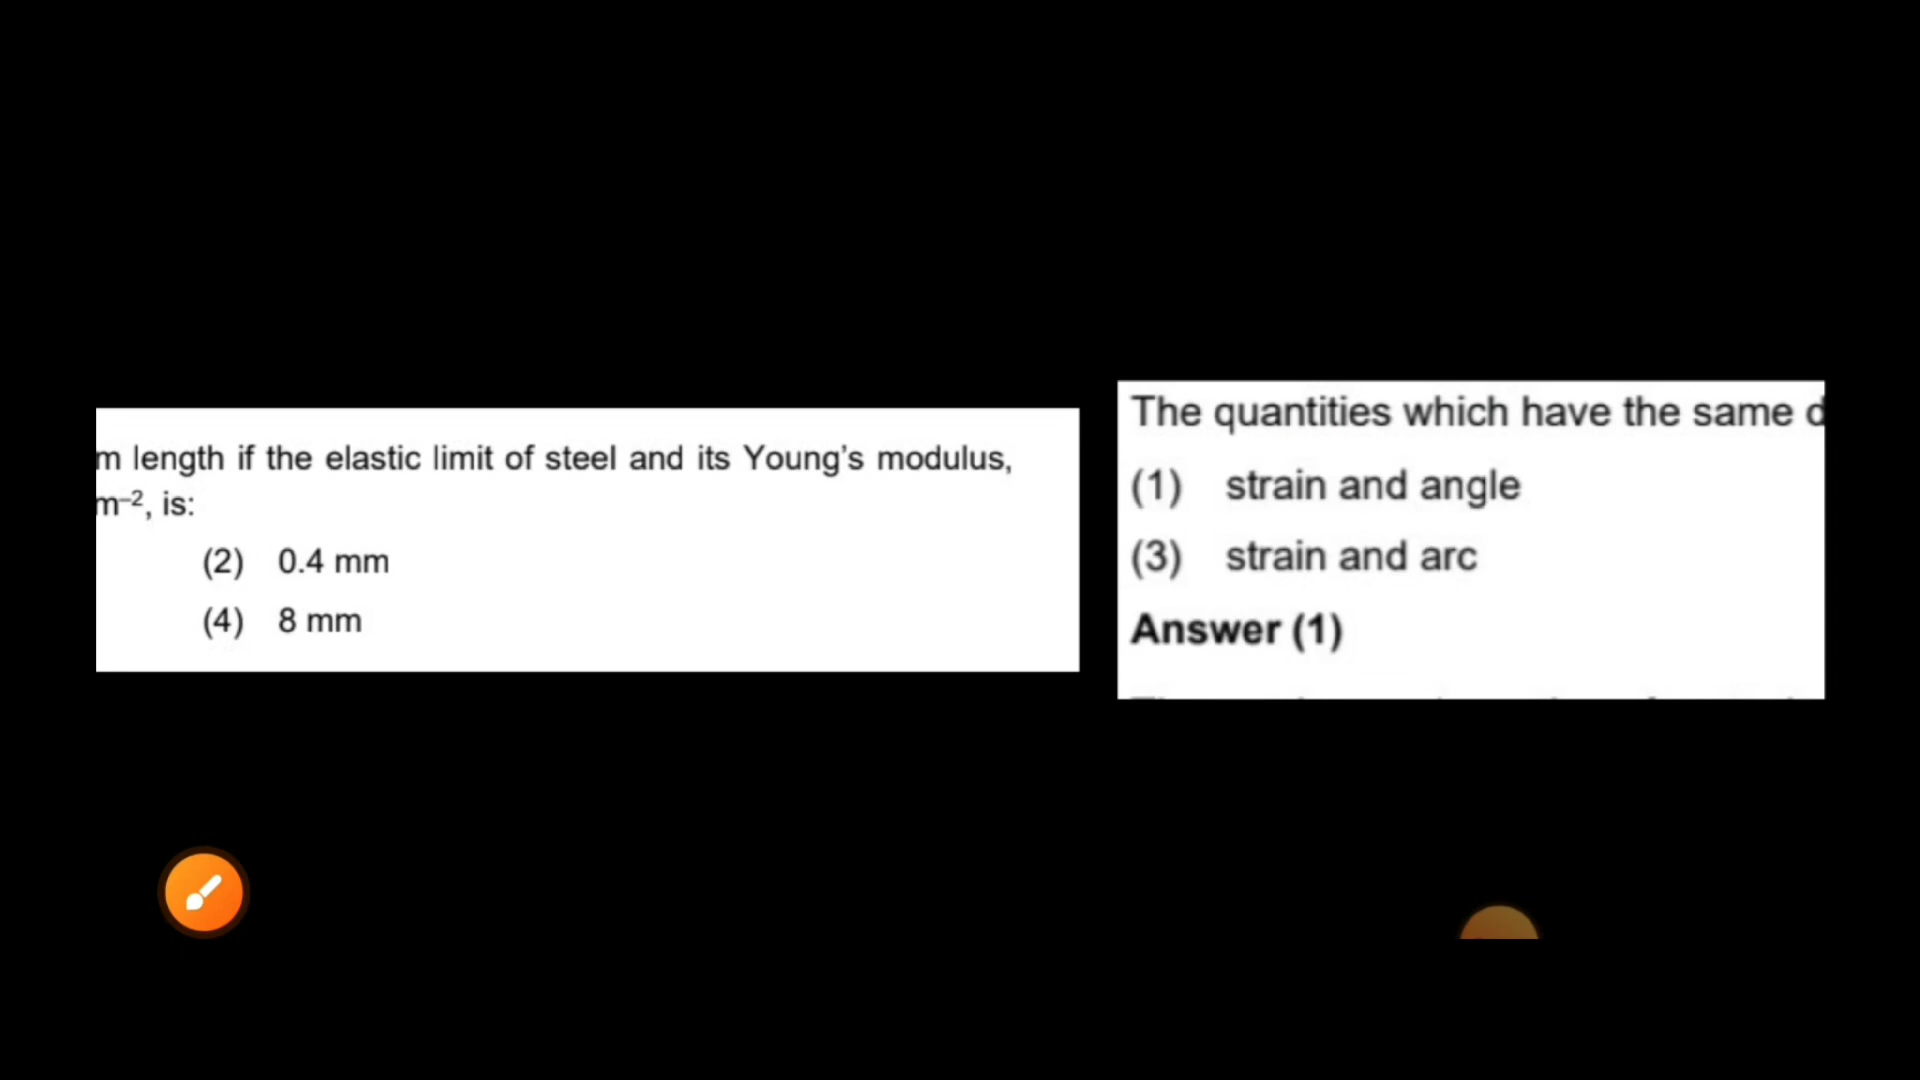 m length if the elastic limit of steel and its Young's modulus,
m⁻², is:
(2) 0.4 mm
(4) 8 mm
The quantities which have the same
(1) strain and angle
(3) strain and arc
Answer (1)